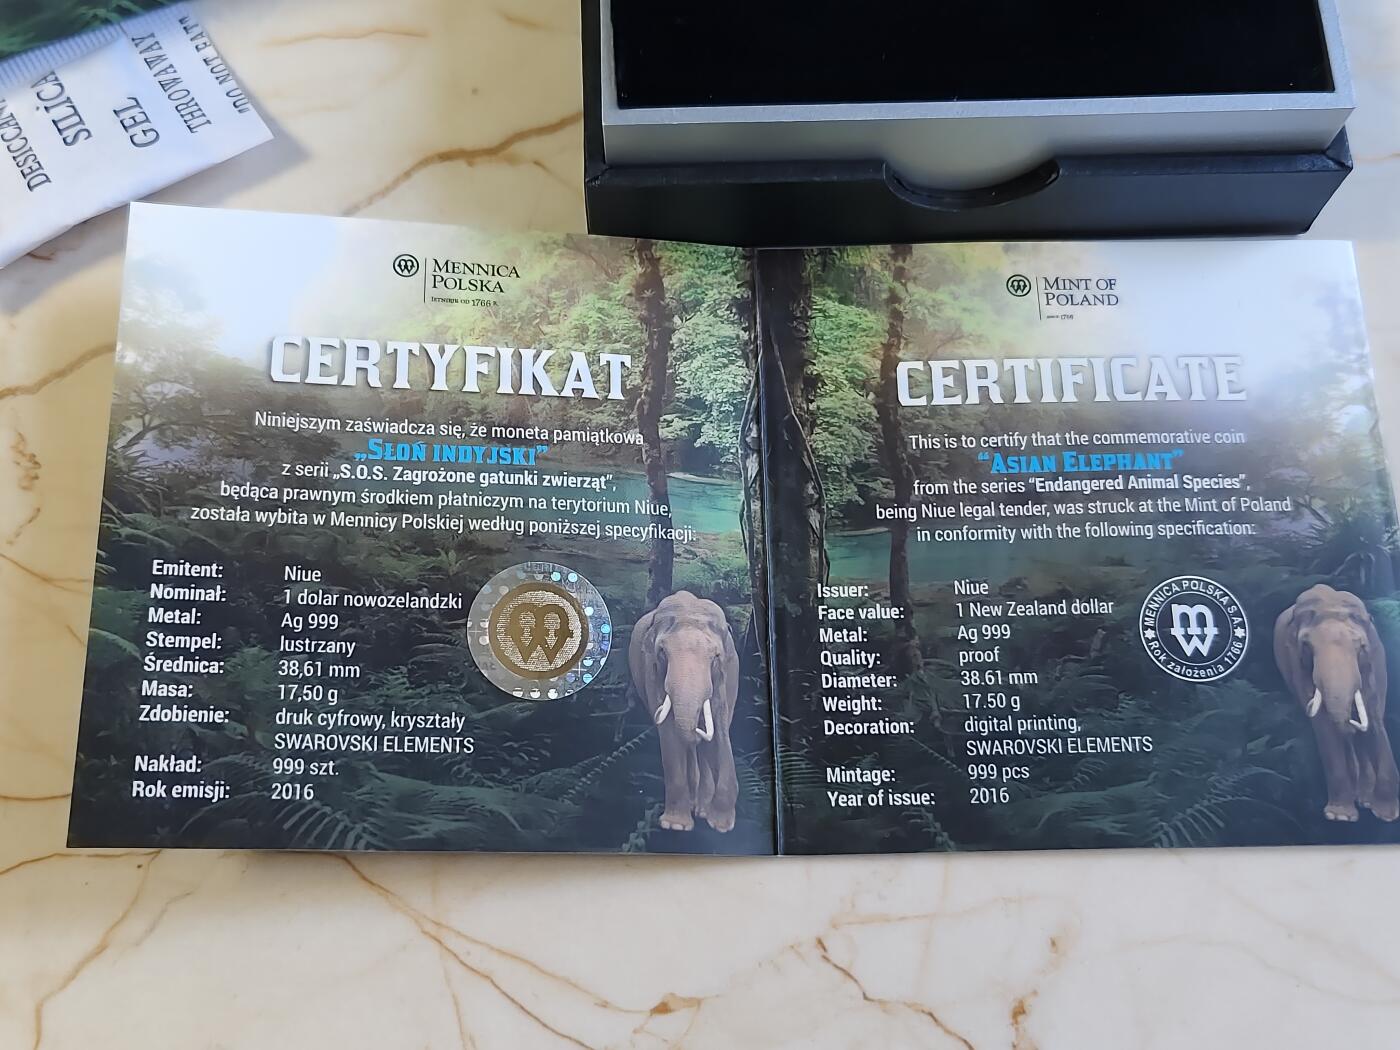 DESICCAN
SILICA
GEL
THROWAWAY
"DO NOT EAT"
MENNICA
POLSKA
ISTNIEJE OD 1766 R.
CERTYFIKAT
Niniejszym zaświadcza się, że moneta pamiątkowa
„SŁOŃ INDYJSKI”
z serii „S.O.S. Zagrożone gatunki zwierząt”,
będąca prawnym środkiem płatniczym na terytorium Niue,
została wybita w Mennicy Polskiej według poniższej specyfikacji:
Emitent: Niue
Nominał: 1 dolar nowozelandzki
Metal: Ag 999
Stempel: lustrzany
Średnica: 38,61 mm
Masa: 17,50 g
Zdobienie: druk cyfrowy, kryształy
SWAROVSKI ELEMENTS
Nakład: 999 szt.
Rok emisji: 2016
MINT OF
POLAND
SINCE 1766
CERTIFICATE
This is to certify that the commemorative coin
“ASIAN ELEPHANT”
from the series “Endangered Animal Species”,
being Niue legal tender, was struck at the Mint of Poland
in conformity with the following specification:
Issuer: Niue
Face value: 1 New Zealand dollar
Metal: Ag 999
Quality: proof
Diameter: 38.61 mm
Weight: 17.50 g
Decoration: digital printing,
SWAROVSKI ELEMENTS
Mintage: 999 pcs
Year of issue: 2016
MENNICA POLSKA S.A.
Rok założenia 1766